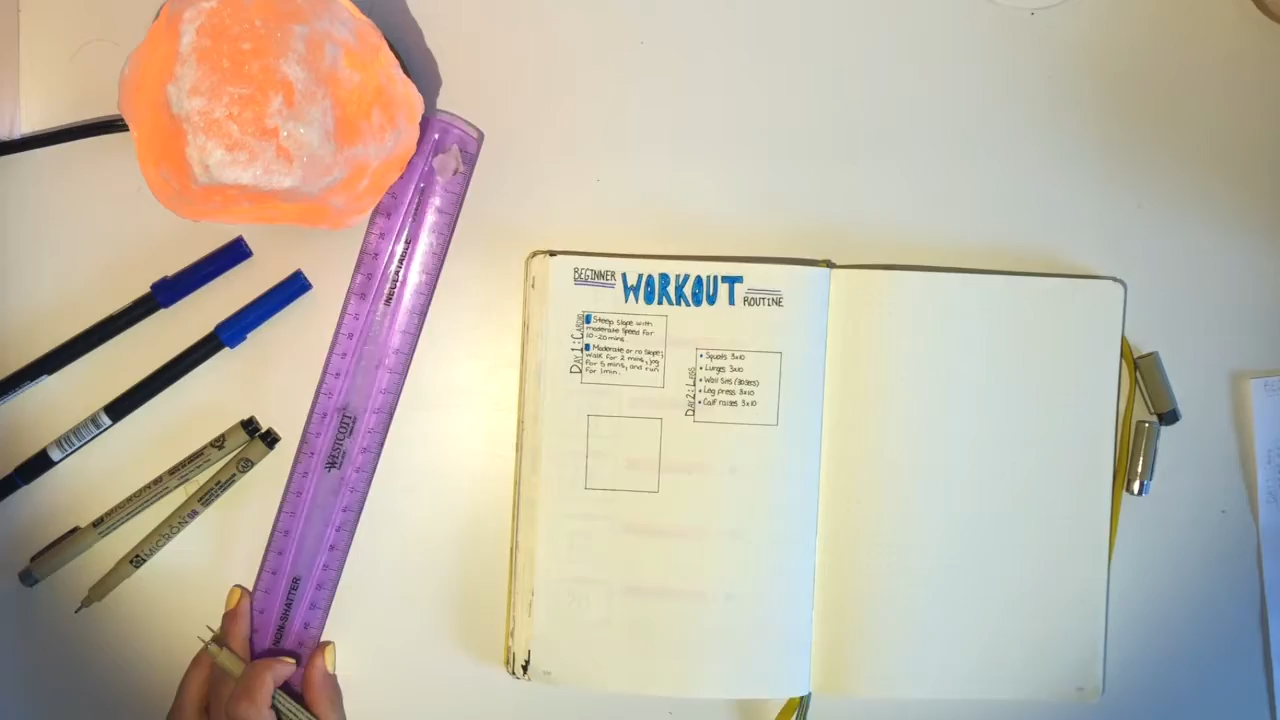 BEGINNER
WORKOUT
ROUTINE
DAY 1: CARDIO
Steep slope with
moderate speed for
10-20 mins.
Moderate or no slope;
walk for 2 mins, jog
for 5 mins, and run
for 1 min.
DAY 2: LEGS
• Squats 3x10
• Lunges 3x10
• Wall Sits (30secs)
• Leg press 3x10
• Calf raises 3x10
WESTCOTT
NON-SHATTER
MICRON
MICRON 08